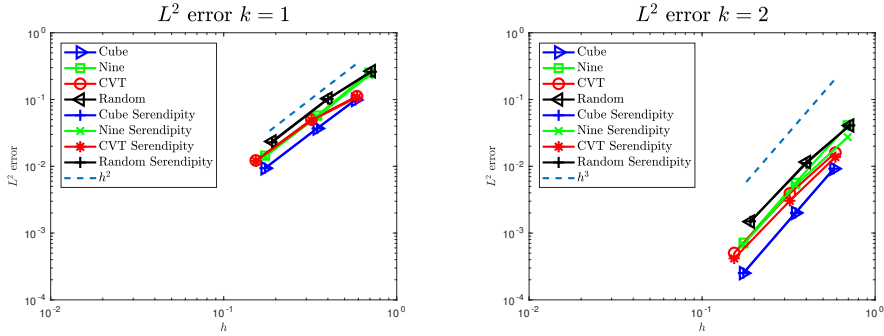 L² error k = 1
10⁰
10⁻¹
10⁻²
10⁻³
10⁻⁴
L² error
Cube
Nine
CVT
Random
Cube Serendipity
Nine Serendipity
CVT Serendipity
Random Serendipity
h²
10⁻² 10⁻¹ 10⁰
h
L² error k = 2
10⁰
10⁻¹
10⁻²
10⁻³
10⁻⁴
L² error
Cube
Nine
CVT
Random
Cube Serendipity
Nine Serendipity
CVT Serendipity
Random Serendipity
h³
10⁻² 10⁻¹ 10⁰
h